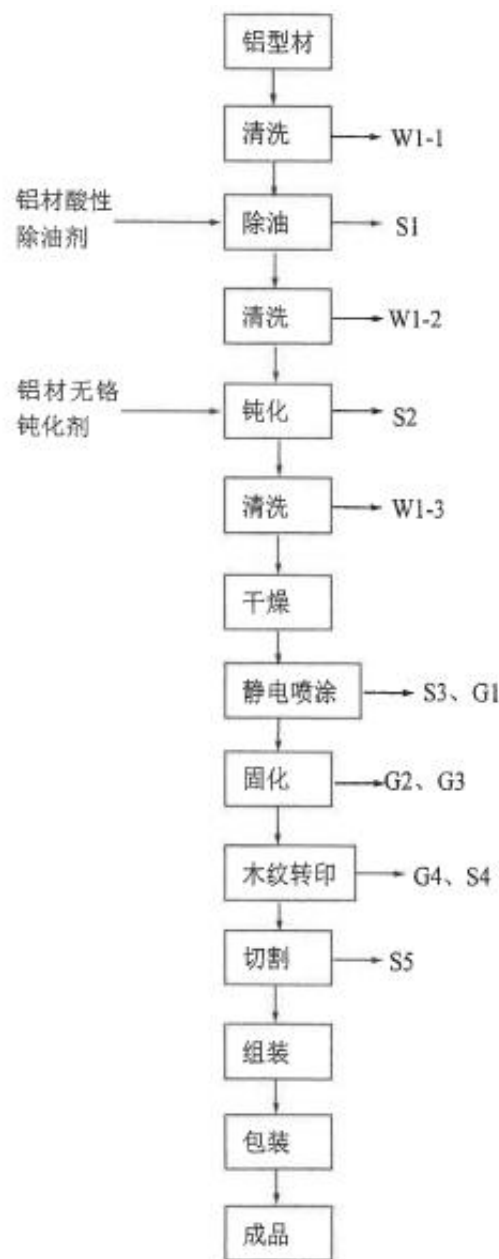 铝型材
清洗
W1-1
铝材酸性
除油剂
除油
S1
清洗
W1-2
铝材无铬
钝化剂
钝化
S2
清洗
W1-3
干燥
静电喷涂
S3、G1
固化
G2、G3
木纹转印
G4、S4
切割
S5
组装
包装
成品